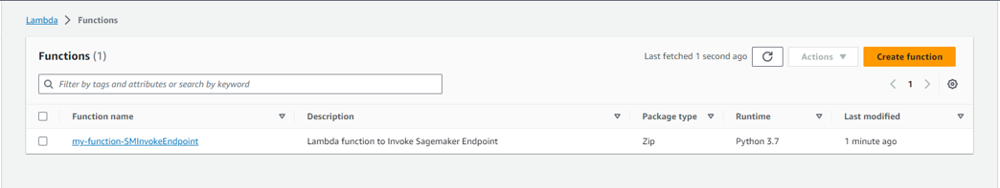 Lambda > Functions
Functions (1) Last fetched 1 second ago Actions Create function
Filter by tags and attributes or search by keyword 1
Function name Description Package type Runtime Last modified
my-function-SMInvokeEndpoint Lambda function to Invoke Sagemaker Endpoint Zip Python 3.7 1 minute ago